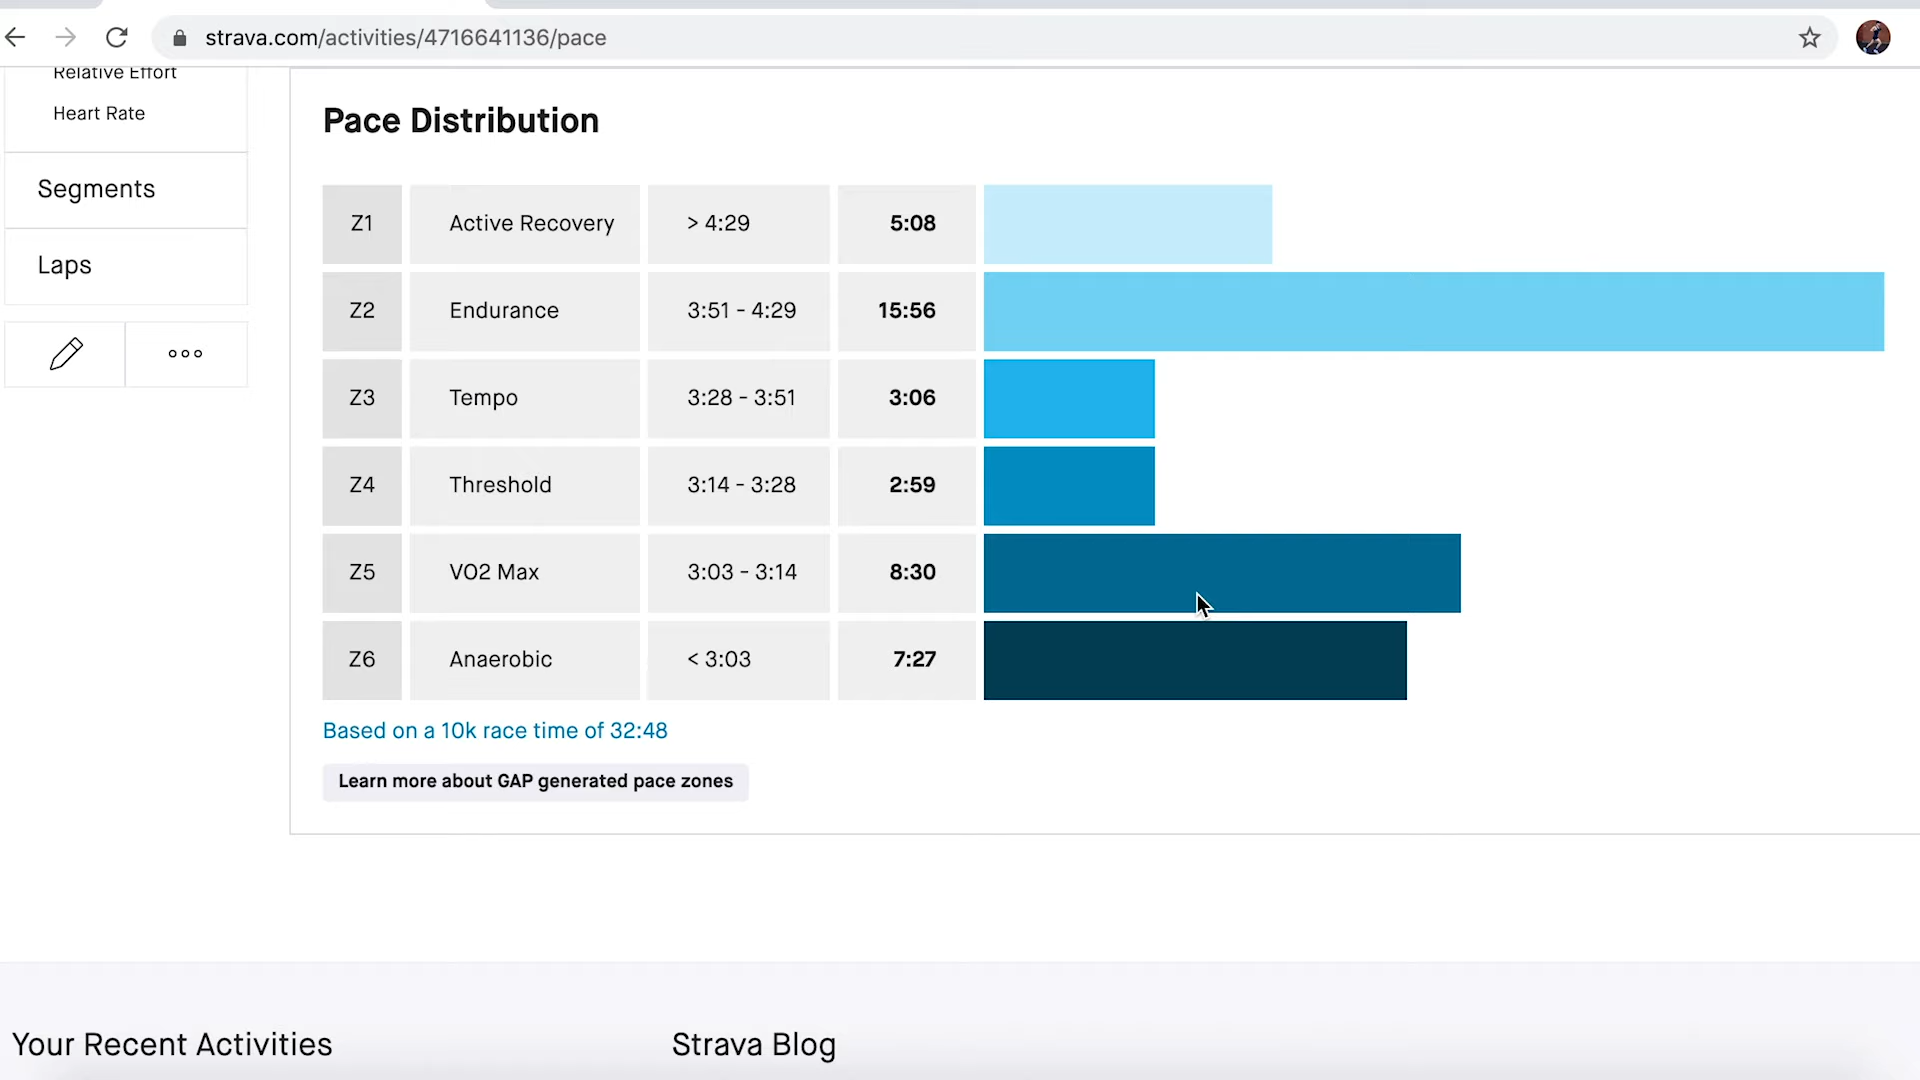 strava.com/activities/4716641136/pace
Relative Effort
Heart Rate
Segments
Laps
Pace Distribution
Z1 Active Recovery > 4:29 5:08
Z2 Endurance 3:51 - 4:29 15:56
Z3 Tempo 3:28 - 3:51 3:06
Z4 Threshold 3:14 - 3:28 2:59
Z5 VO2 Max 3:03 - 3:14 8:30
Z6 Anaerobic < 3:03 7:27
Based on a 10k race time of 32:48
Learn more about GAP generated pace zones
Your Recent Activities
Strava Blog